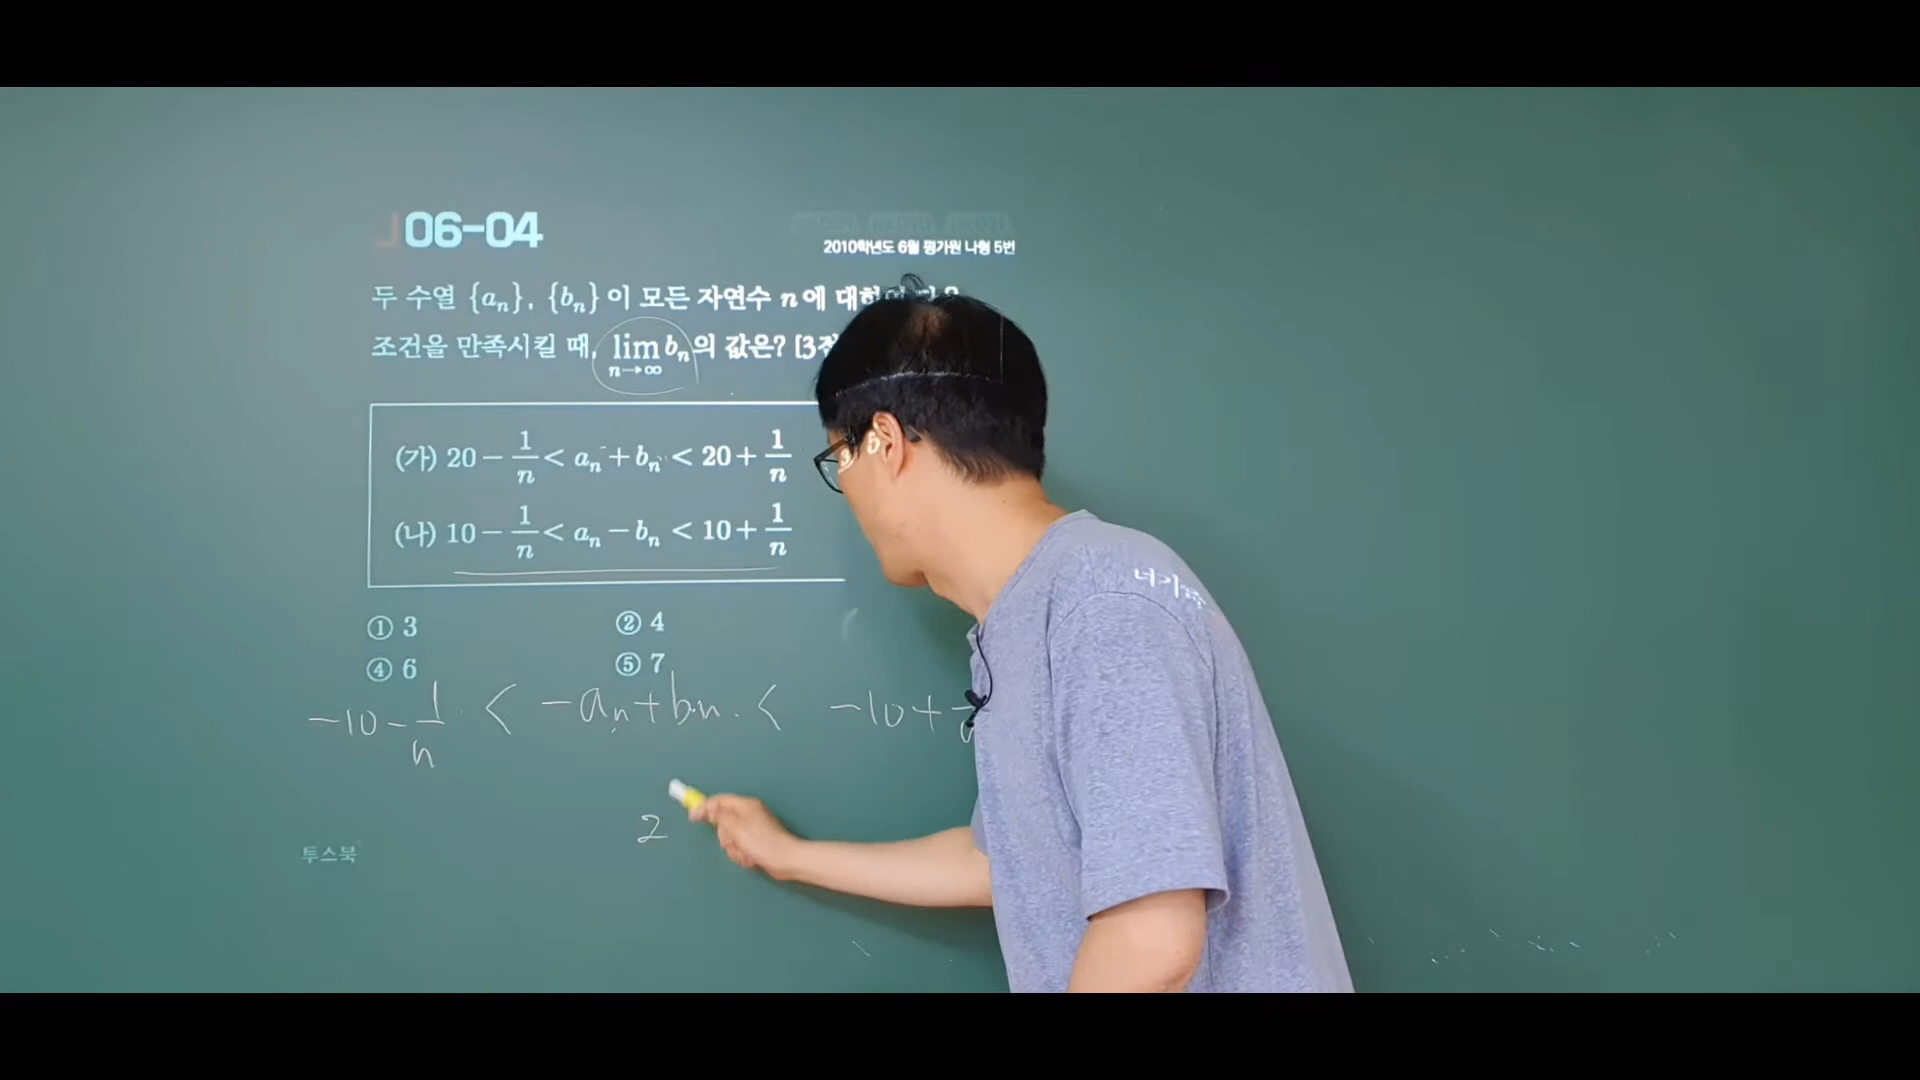 J 06-04
2010학년도 6월 평가원 나형 5번
두 수열 {aₙ}, {bₙ}이 모든 자연수 n에
조건을 만족시킬 때, lim n→∞ bₙ의 값은? [3
(가) 20 − 1/n < aₙ + bₙ < 20 + 1/n
(나) 10 − 1/n < aₙ − bₙ < 10 + 1/n
① 3 ② 4
④ 6 ⑤ 7
−10 − 1/n < −aₙ + bₙ < −10 +
2
투스북
너기